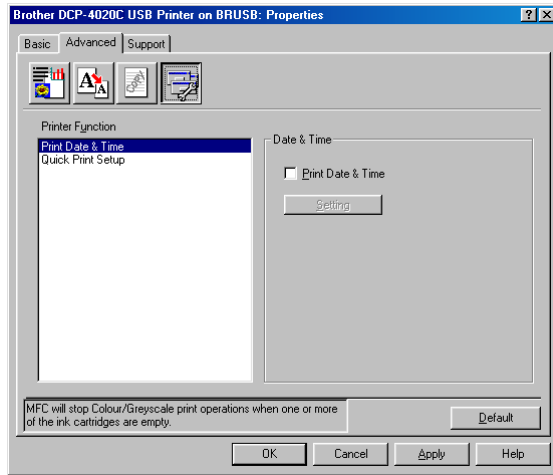 Brother DCP-4020C USB Printer on BRUSB: Properties
Basic Advanced Support
Printer Function
Print Date & Time
Quick Print Setup
Date & Time
Print Date & Time
Setting
MFC will stop Colour/Greyscale print operations when one or more
of the ink cartridges are empty.
Default
OK Cancel Apply Help